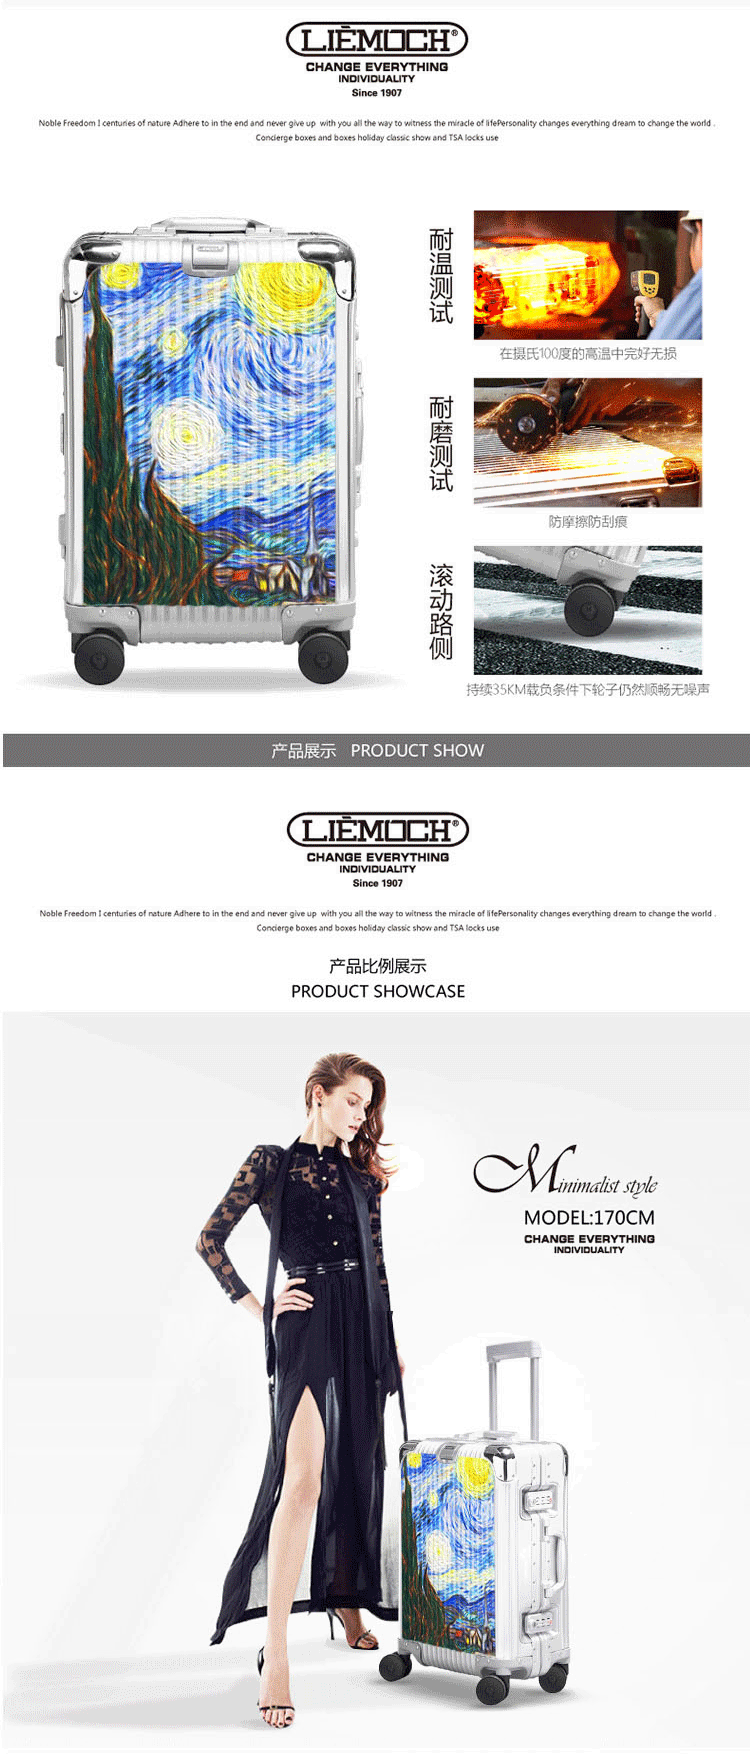 LIÈMOCH®
CHANGE EVERYTHING
INDIVIDUALITY
Since 1907
Noble Freedom I centuries of nature Adhere to in the end and never give up with you all the way to witness the miracle of lifePersonality changes everything dream to change the world .
Concierge boxes and boxes holiday classic show and TSA locks use
耐温测试
在摄氏100度的高温中完好无损
耐磨测试
防摩擦防刮痕
滚动路侧
持续35KM载负条件下轮子仍然顺畅无噪声
产品展示 PRODUCT SHOW
LIÈMOCH®
CHANGE EVERYTHING
INDIVIDUALITY
Since 1907
Noble Freedom I centuries of nature Adhere to in the end and never give up with you all the way to witness the miracle of lifePersonality changes everything dream to change the world .
Concierge boxes and boxes holiday classic show and TSA locks use
产品比例展示
PRODUCT SHOWCASE
Minimalist style
MODEL:170CM
CHANGE EVERYTHING
INDIVIDUALITY